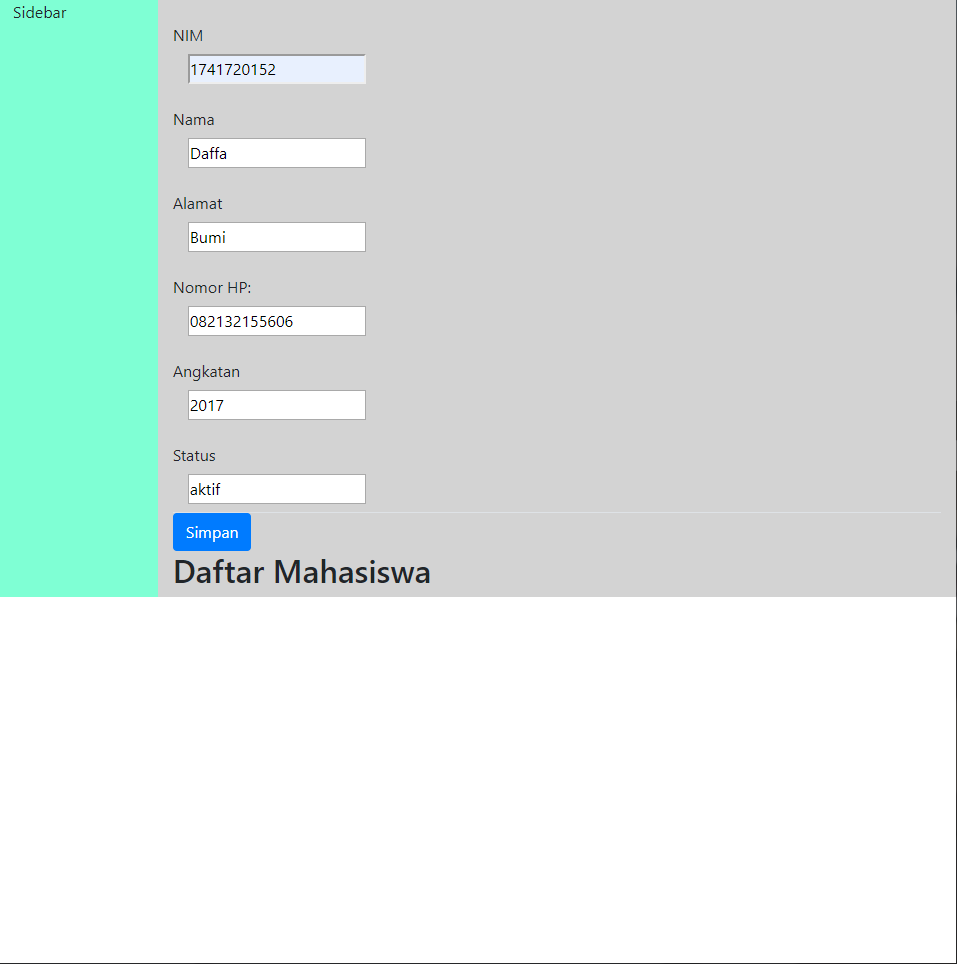 Sidebar
NIM
1741720152
Nama
Daffa
Alamat
Bumi
Nomor HP:
082132155606
Angkatan
2017
Status
aktif
Simpan
Daftar Mahasiswa